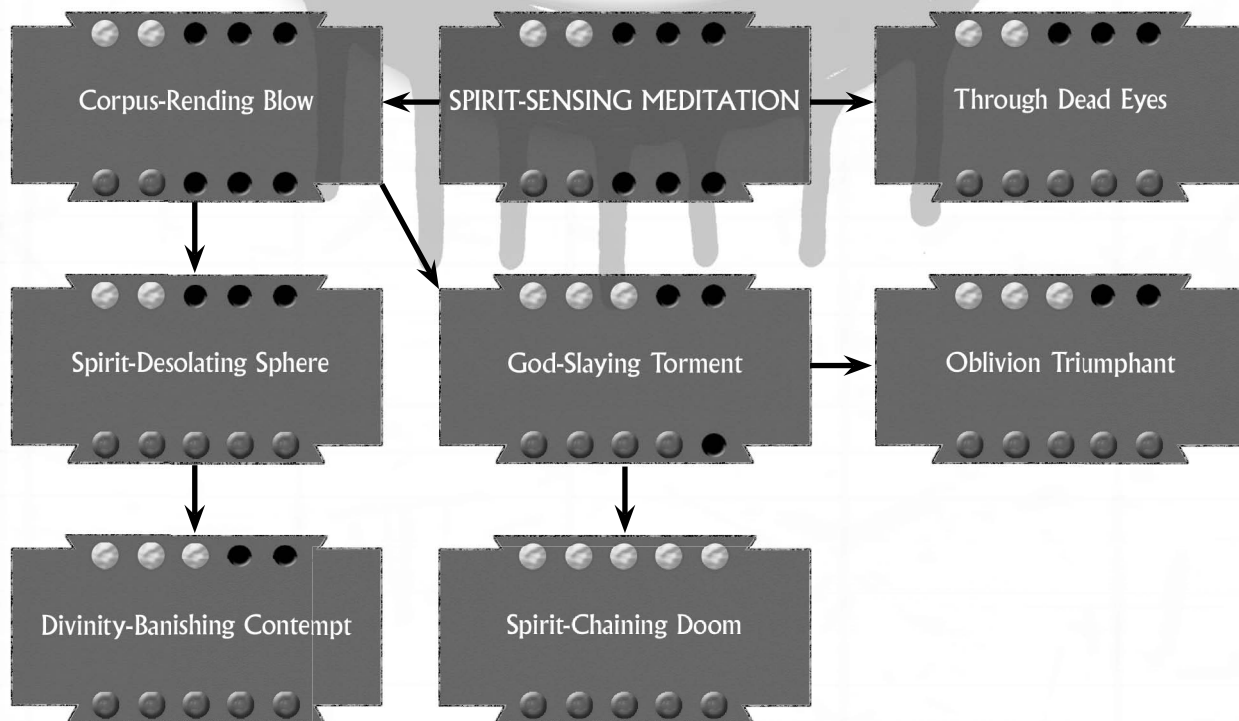 Corpus-Rending Blow
SPIRIT-SENSING MEDITATION
Through Dead Eyes
Spirit-Desolating Sphere
God-Slaying Torment
Oblivion Triumphant
Divinity-Banishing Contempt
Spirit-Chaining Doom